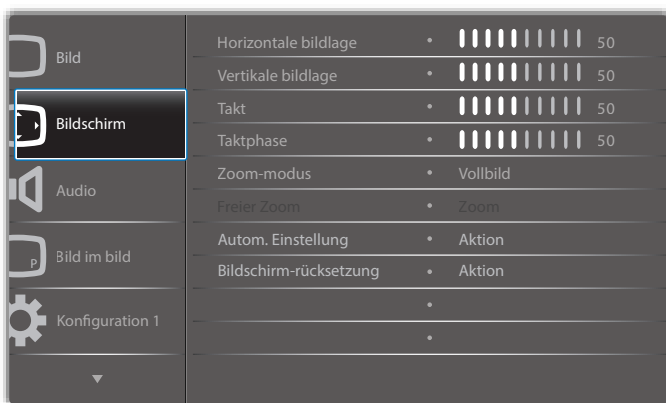 Bild
Bildschirm
Audio
P
Bild im bild
Konfiguration 1
Horizontale bildlage • 50
Vertikale bildlage • 50
Takt • 50
Taktphase • 50
Zoom-modus • Vollbild
Freier Zoom • Zoom
Autom. Einstellung • Aktion
Bildschirm-rücksetzung • Aktion
•
•